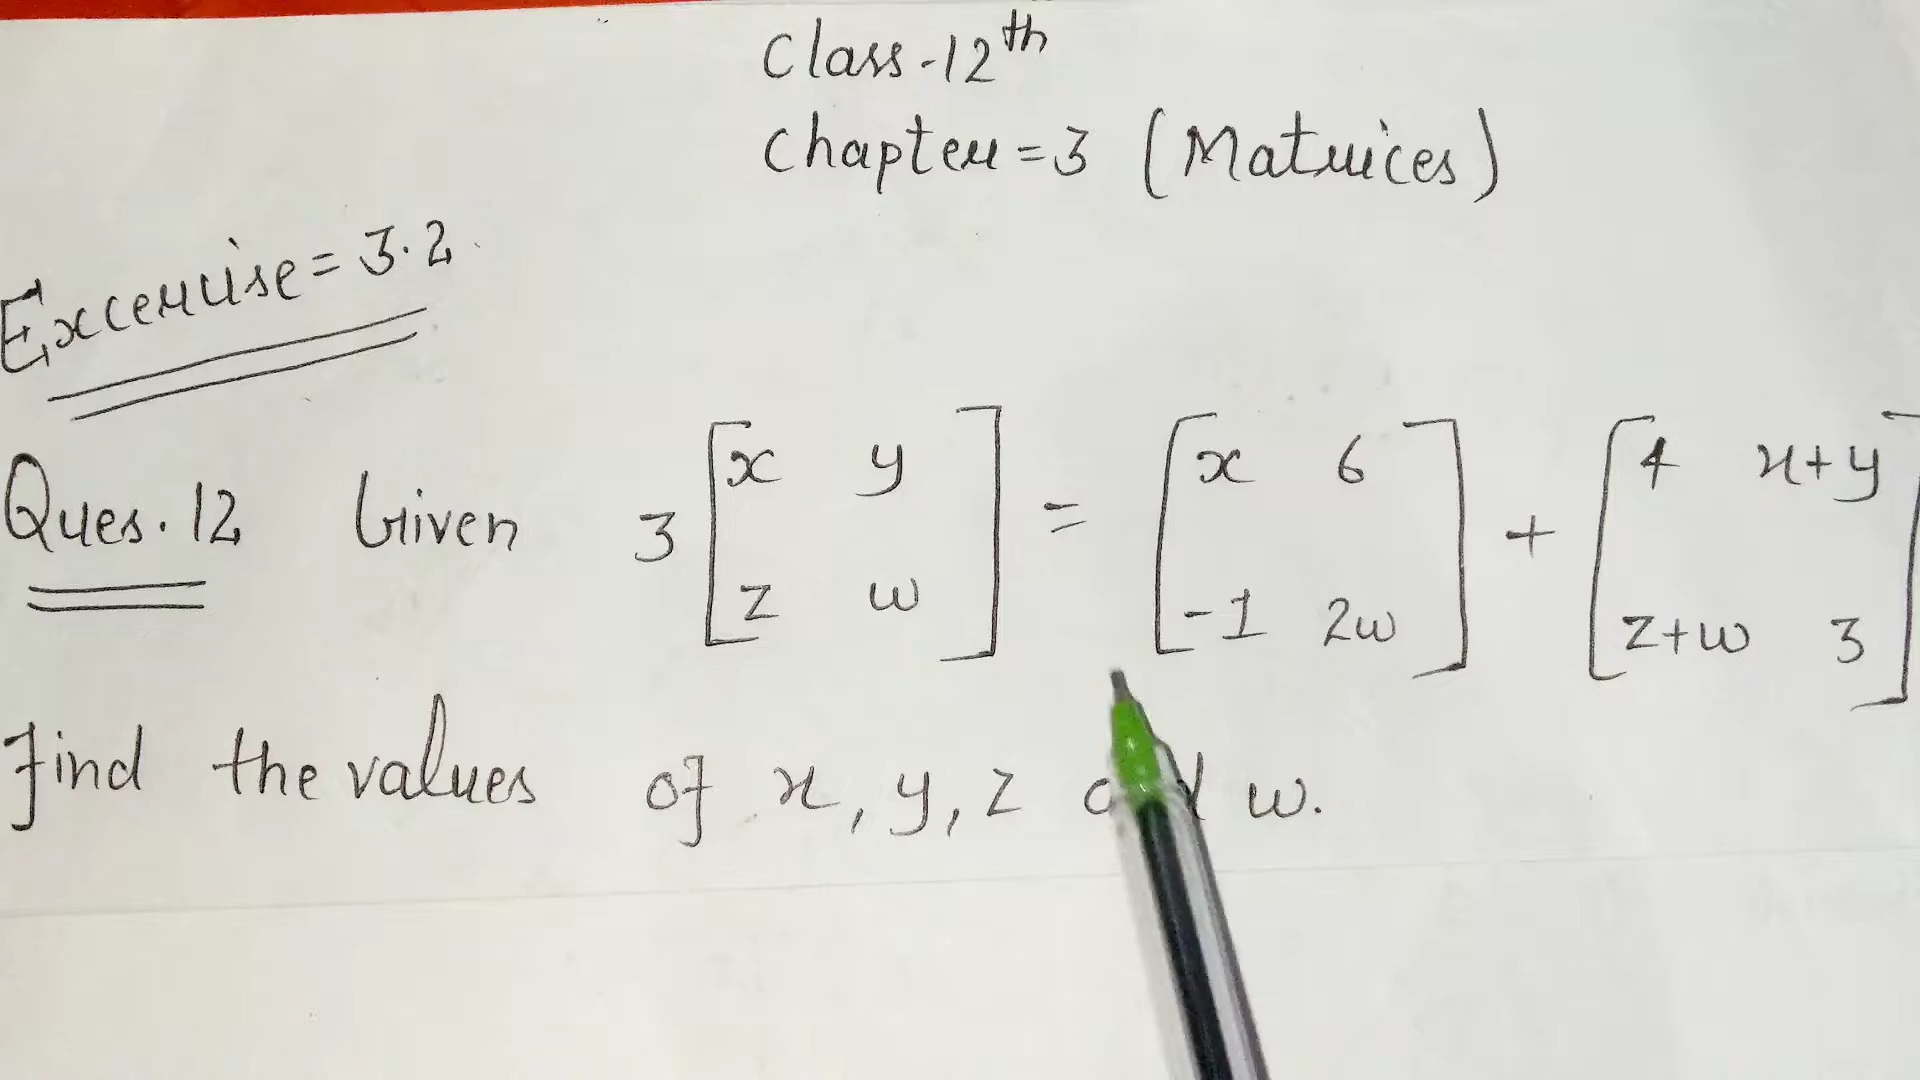 Class-12th
Chapter=3 (Matrices)
Excercise=3.2
Ques.12 Given 3 [x y z w] = [x 6 -1 2w] + [4 x+y z+w 3]
Find the values of x, y, z w.